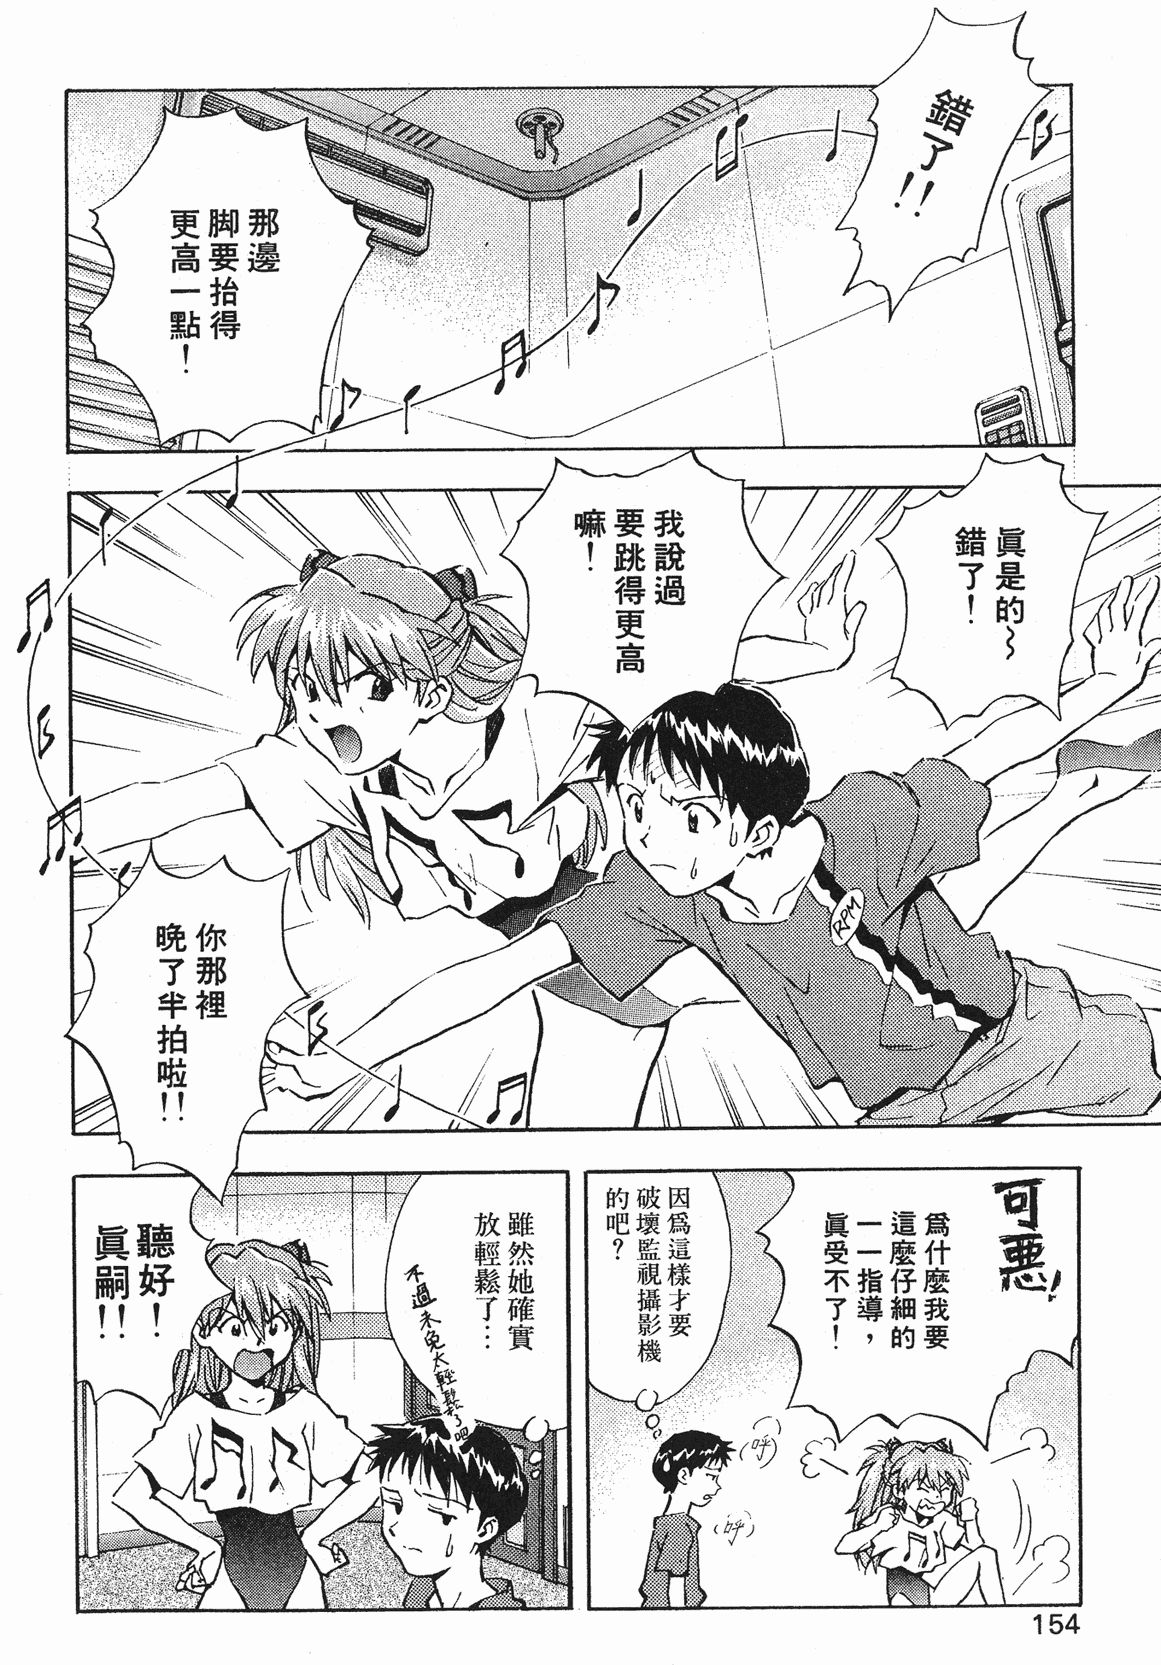 錯了!!
那邊
脚要抬得
更高一點!
眞是的~
錯了!
我說過
要跳得更高
嘛!
RPM
你那裡
晚了半拍啦!!
可惡!
爲什麼我要
這麼仔細的
一一指導，
眞受不了!
因爲這樣才要
破壞監視攝影機
的吧?
(呼)
(呼)
雖然她確實
放輕鬆了…
不過未免太輕鬆了吧
聽好!
眞嗣!!
154